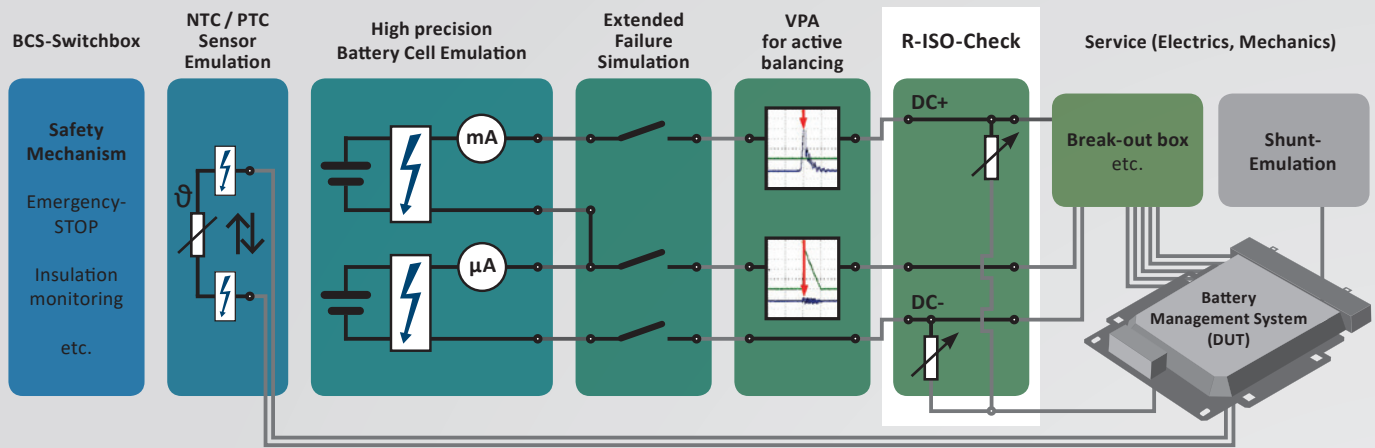 BCS-Switchbox
NTC / PTC
Sensor
Emulation
High precision
Battery Cell Emulation
Extended
Failure
Simulation
VPA
for active
balancing
R-ISO-Check
Service (Electrics, Mechanics)
Safety
Mechanism
Emergency-
STOP
Insulation
monitoring
etc.
ϑ
mA
µA
DC+
DC-
Break-out box
etc.
Shunt-
Emulation
Battery
Management System
(DUT)